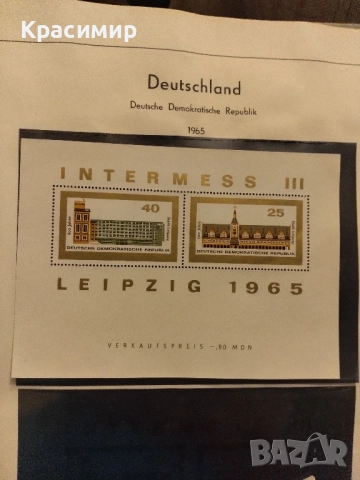 Красимир
Deutschland
Deutsche Demokratische Republik
1965
INTERMESS III
40
25
DEUTSCHE DEMOKRATISCHE REPUBLIK
DEUTSCHE DEMOKRATISCHE REPUBLIK
LEIPZIG 1965
VERKAUFSPREIS -,80 MDN
BAZAR